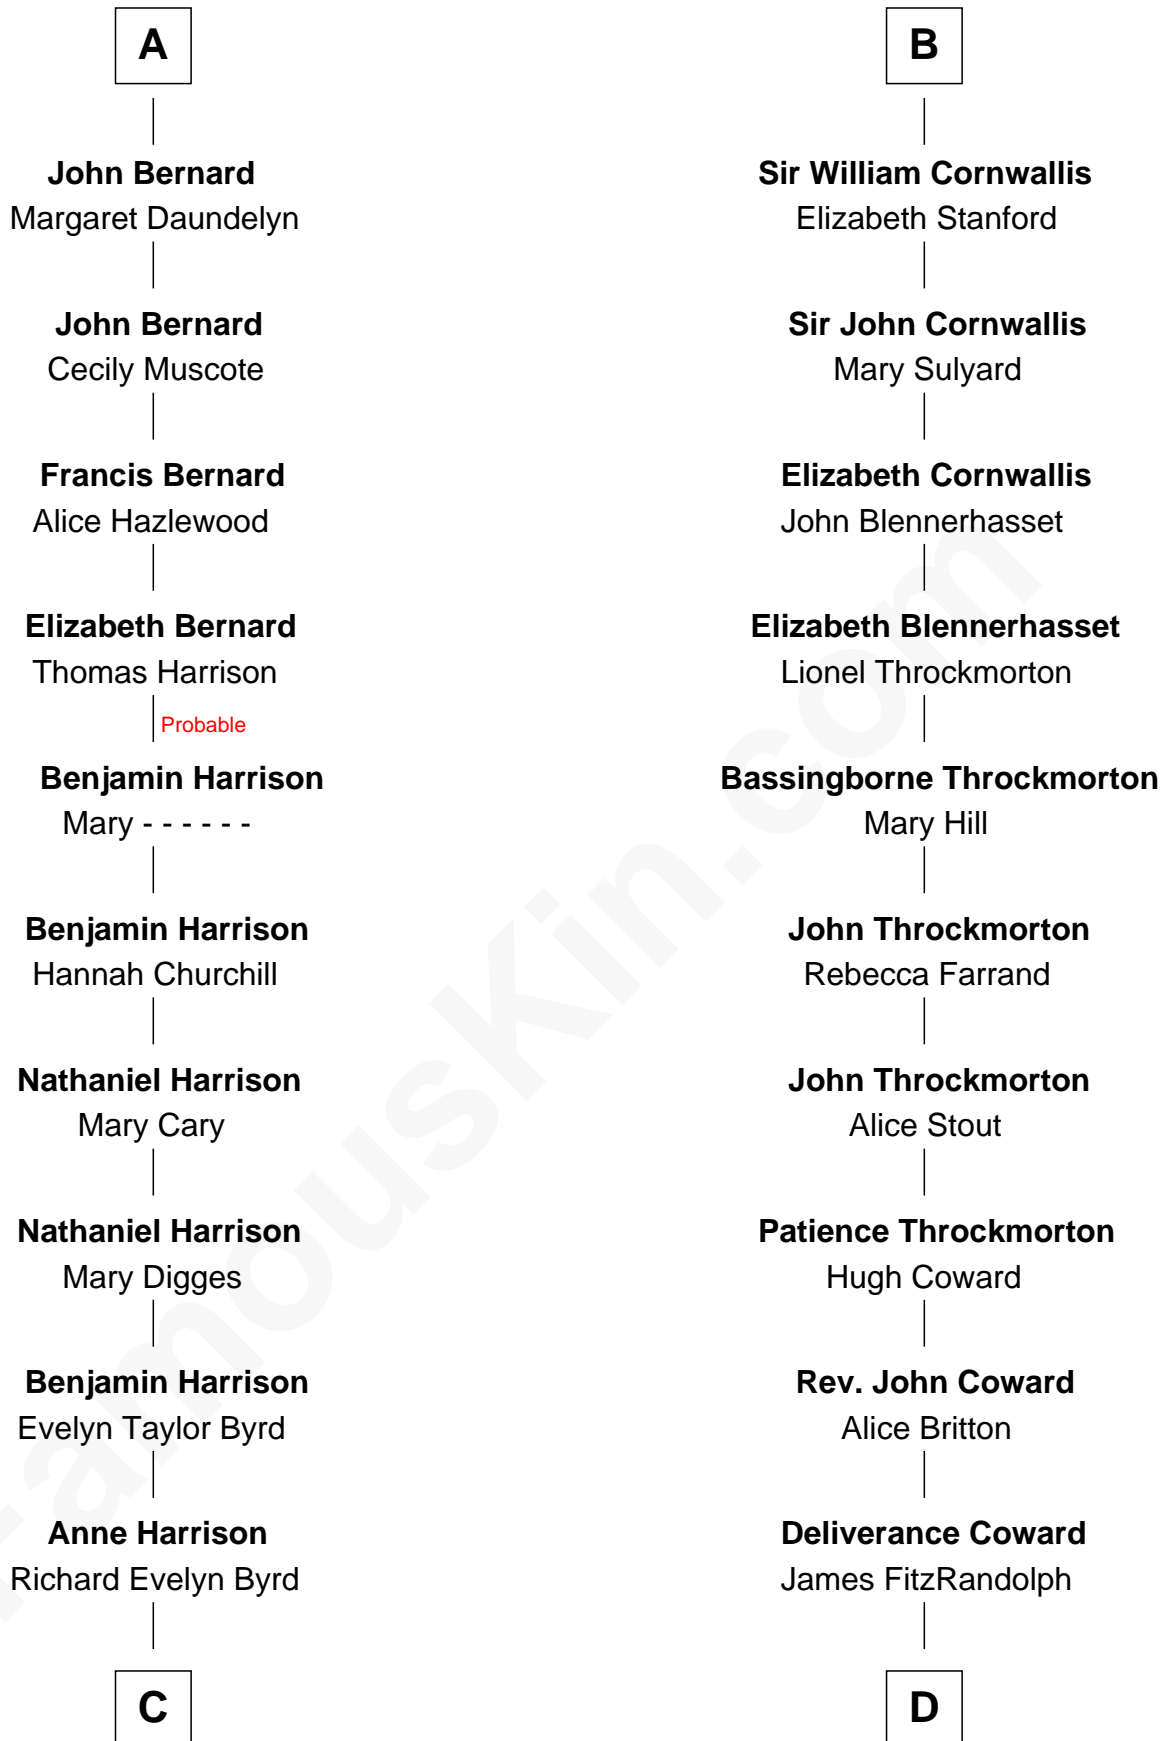 A
John Bernard
Margaret Daundelyn
John Bernard
Cecily Muscote
Francis Bernard
Alice Hazlewood
Elizabeth Bernard
Thomas Harrison
Probable
Benjamin Harrison
Mary - - - - - -
Benjamin Harrison
Hannah Churchill
Nathaniel Harrison
Mary Cary
Nathaniel Harrison
Mary Digges
Benjamin Harrison
Evelyn Taylor Byrd
Anne Harrison
Richard Evelyn Byrd
C
B
Sir William Cornwallis
Elizabeth Stanford
Sir John Cornwallis
Mary Sulyard
Elizabeth Cornwallis
John Blennerhasset
Elizabeth Blennerhasset
Lionel Throckmorton
Bassingborne Throckmorton
Mary Hill
John Throckmorton
Rebecca Farrand
John Throckmorton
Alice Stout
Patience Throckmorton
Hugh Coward
Rev. John Coward
Alice Britton
Deliverance Coward
James FitzRandolph
D
FamousKin.com